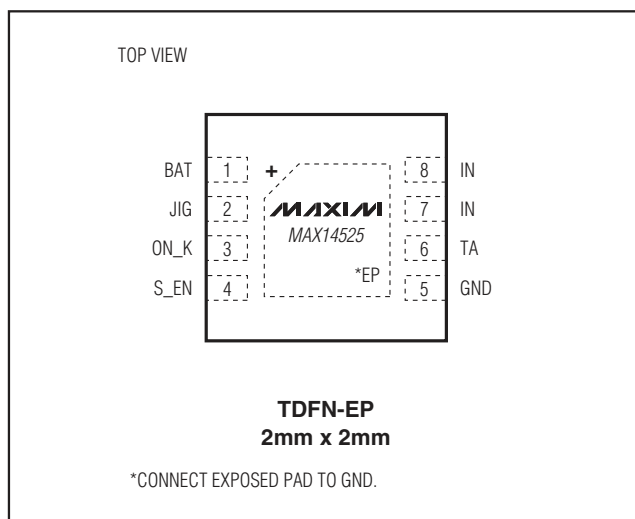 TOP VIEW
BAT 1 + 8 IN
JIG 2 MAXIM 7 IN
ON_K 3 MAX14525 6 TA
S_EN 4 *EP 5 GND
TDFN-EP
2mm x 2mm
*CONNECT EXPOSED PAD TO GND.